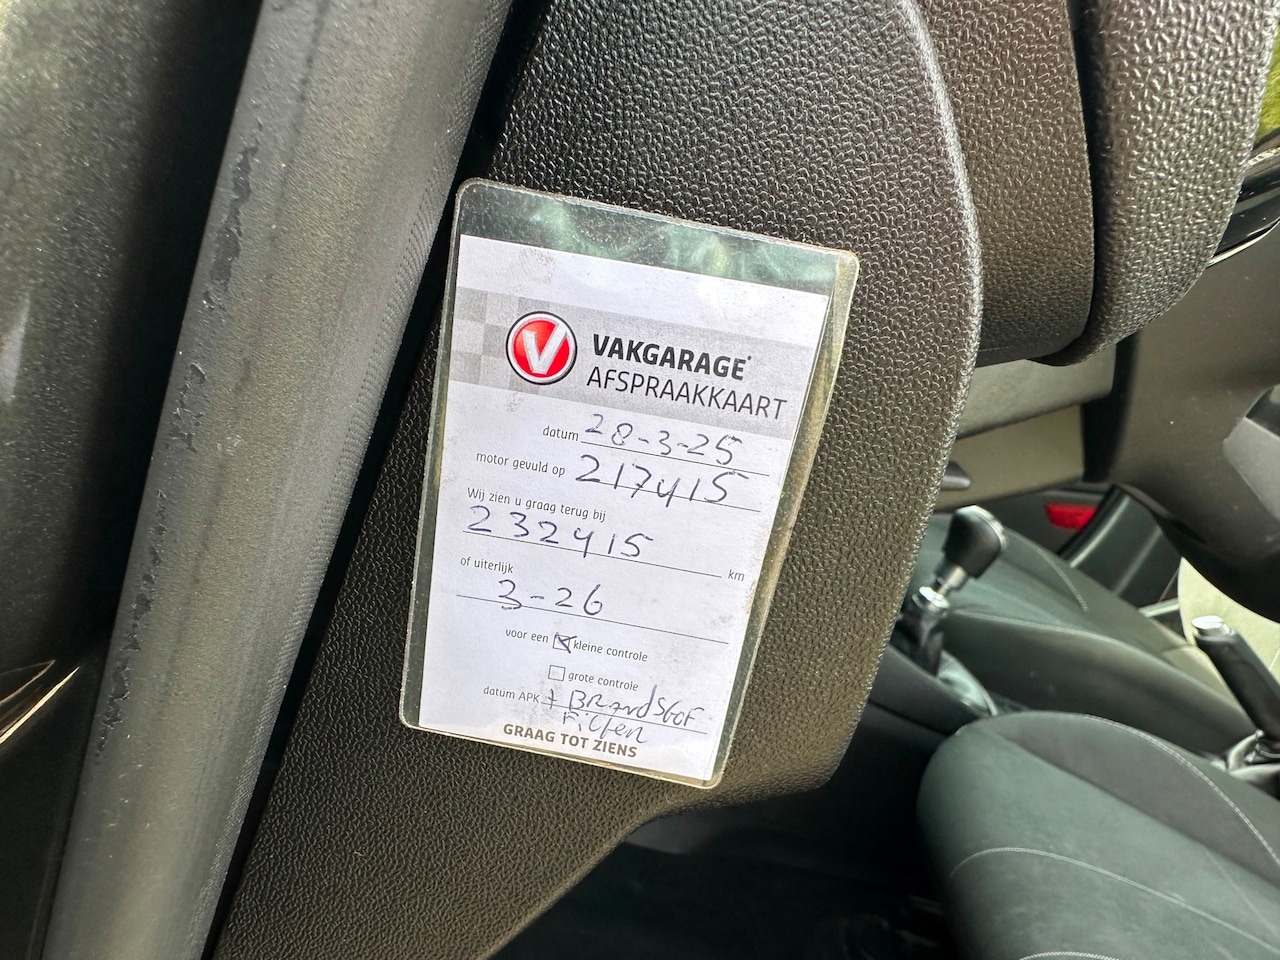 V VAKGARAGE
AFSPRAAKKAART
datum 28-3-25
motor gevuld op 217415
Wij zien u graag terug bij
232415 km
of uiterlijk
3-26
voor een kleine controle
grote controle
datum APK + BRandStoF
Filter
GRAAG TOT ZIENS